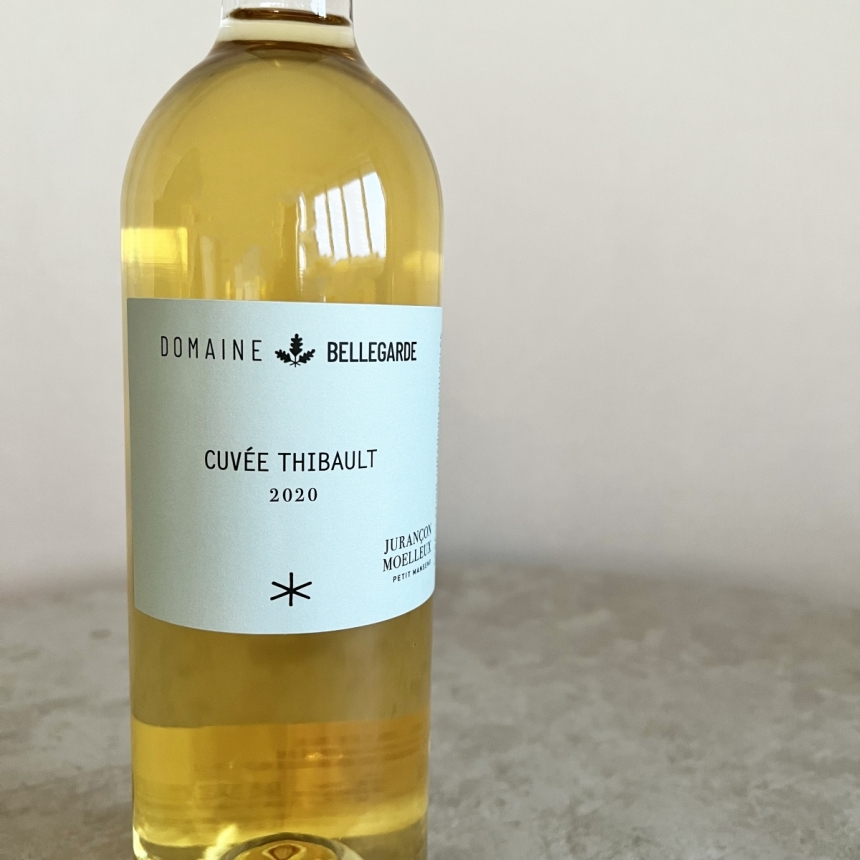 DOMAINE BELLEGARDE
CUVÉE THIBAULT
2020
JURANÇON
MOELLEUX
PETIT MANSENG